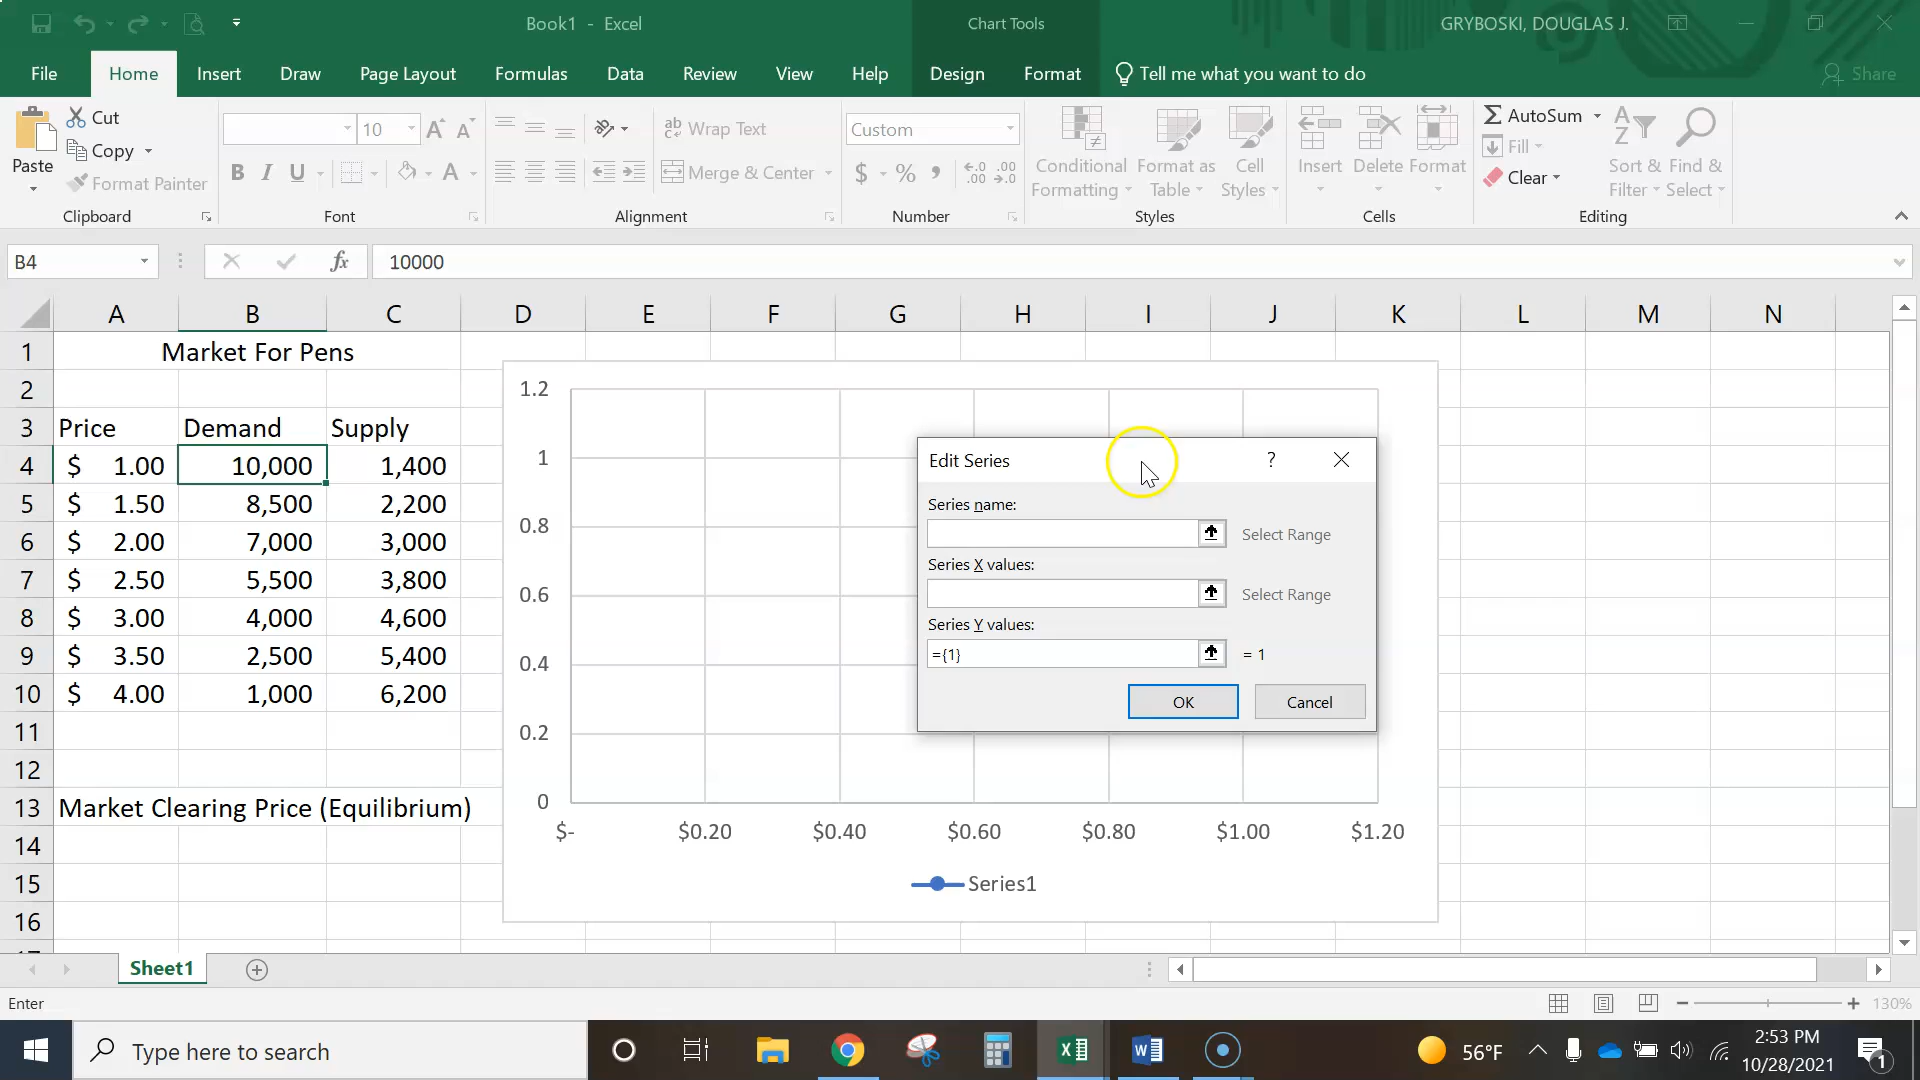 Book1 - Excel
Chart Tools
GRYBOSKI, DOUGLAS J.
File Home Insert Draw Page Layout Formulas Data Review View Help Design Format Tell me what you want to do Share
Paste
Cut
Copy
Format Painter
Clipboard
10
B I U
Font
Wrap Text
Merge & Center
Alignment
Custom
$ % ,
Number
Conditional Formatting
Format as Table
Cell Styles
Styles
Insert Delete Format
Cells
AutoSum
Fill
Clear
Sort & Filter
Find & Select
Editing
B4 fx 10000
A B C D E F G H I J K L M N
1 Market For Pens
2
3 Price Demand Supply
4 $ 1.00 10,000 1,400
5 $ 1.50 8,500 2,200
6 $ 2.00 7,000 3,000
7 $ 2.50 5,500 3,800
8 $ 3.00 4,000 4,600
9 $ 3.50 2,500 5,400
10 $ 4.00 1,000 6,200
11
12
13 Market Clearing Price (Equilibrium)
14
15
16
1.2
1
0.8
0.6
0.4
0.2
0
$- $0.20 $0.40 $0.60 $0.80 $1.00 $1.20
Series1
Edit Series ?
Series name:
Select Range
Series X values:
Select Range
Series Y values:
={1} = 1
OK Cancel
Sheet1
Enter
130%
Type here to search
56°F
2:53 PM
10/28/2021
1